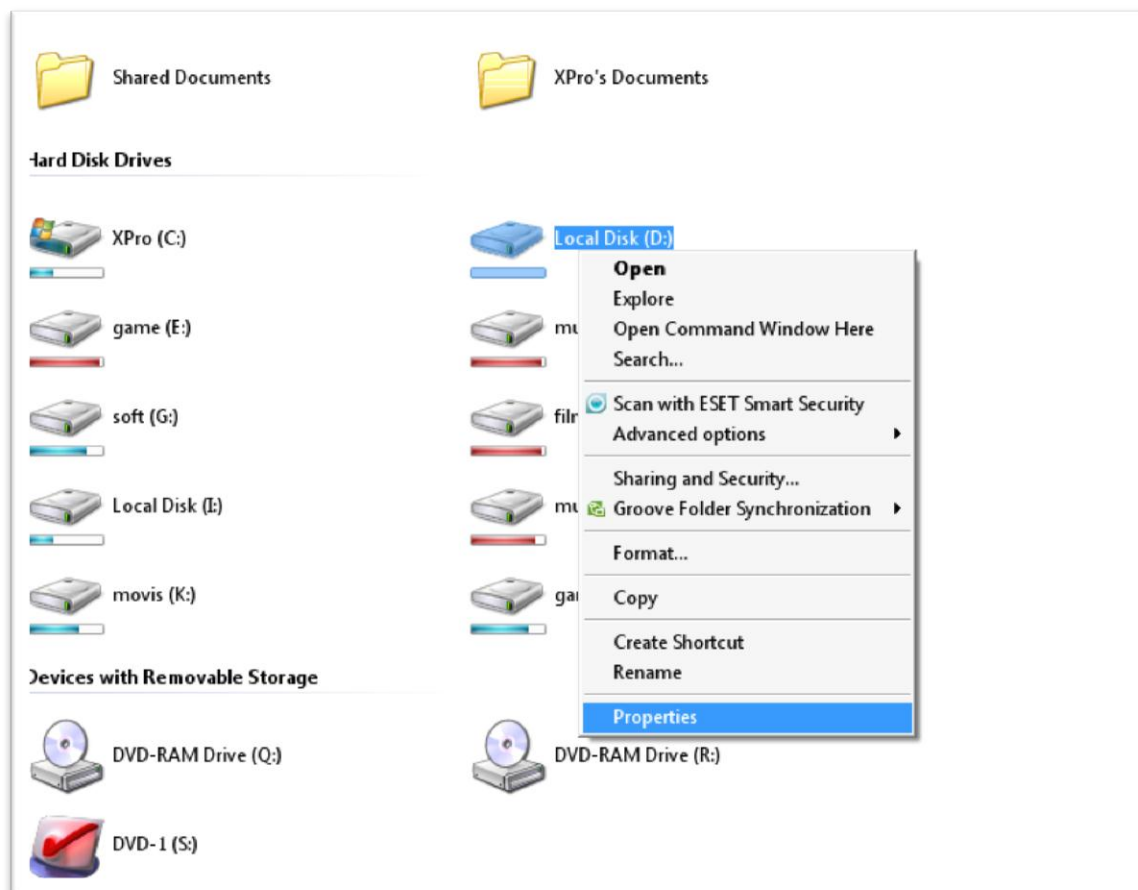 Shared Documents
XPro's Documents
Hard Disk Drives
XPro (C:)
Local Disk (D:)
game (E:)
soft (G:)
Local Disk (I:)
movis (K:)
Open
Explore
Open Command Window Here
Search...
Scan with ESET Smart Security
Advanced options
Sharing and Security...
Groove Folder Synchronization
Format...
Copy
Create Shortcut
Rename
Properties
Devices with Removable Storage
DVD-RAM Drive (Q:)
DVD-RAM Drive (R:)
DVD-1 (S:)